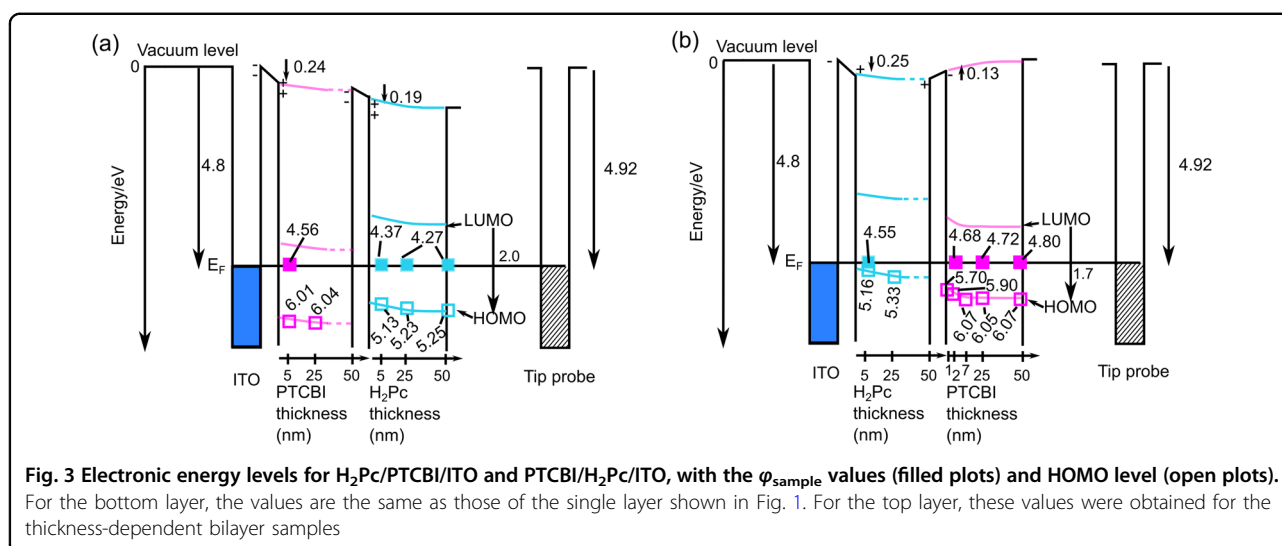 (a)
Vacuum level
0
0.24
0.19
- -
+ +
- -
+ +
4.8
4.92
Energy/eV
4.56
4.37
4.27
LUMO
2.0
E_F
6.01
6.04
5.13
5.23
5.25
HOMO
5 25 50 5 25 50
ITO
PTCBI
thickness
(nm)
H₂Pc
thickness
(nm)
Tip probe
(b)
Vacuum level
0
0.25
0.13
- + + -
4.8
4.92
Energy/eV
4.55
4.68
4.72
4.80
LUMO
1.7
E_F
5.16
5.33
5.70
5.90
6.07
6.05
6.07
HOMO
5 25 50 1 2 7 25 50
ITO
H₂Pc
thickness
(nm)
PTCBI
thickness
(nm)
Tip probe
Fig. 3 Electronic energy levels for H₂Pc/PTCBI/ITO and PTCBI/H₂Pc/ITO, with the φ_sample values (filled plots) and HOMO level (open plots).
For the bottom layer, the values are the same as those of the single layer shown in Fig. 1. For the top layer, these values were obtained for the
thickness-dependent bilayer samples